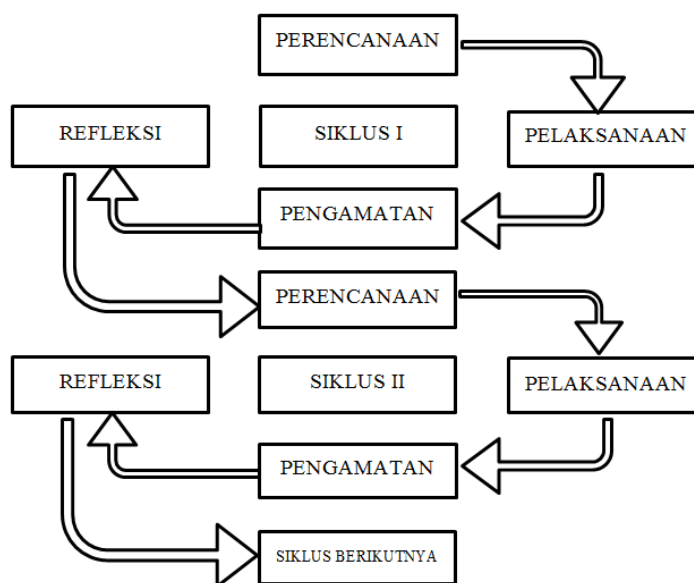 PERENCANAAN
REFLEKSI
SIKLUS I
PELAKSANAAN
PENGAMATAN
PERENCANAAN
REFLEKSI
SIKLUS II
PELAKSANAAN
PENGAMATAN
SIKLUS BERIKUTNYA